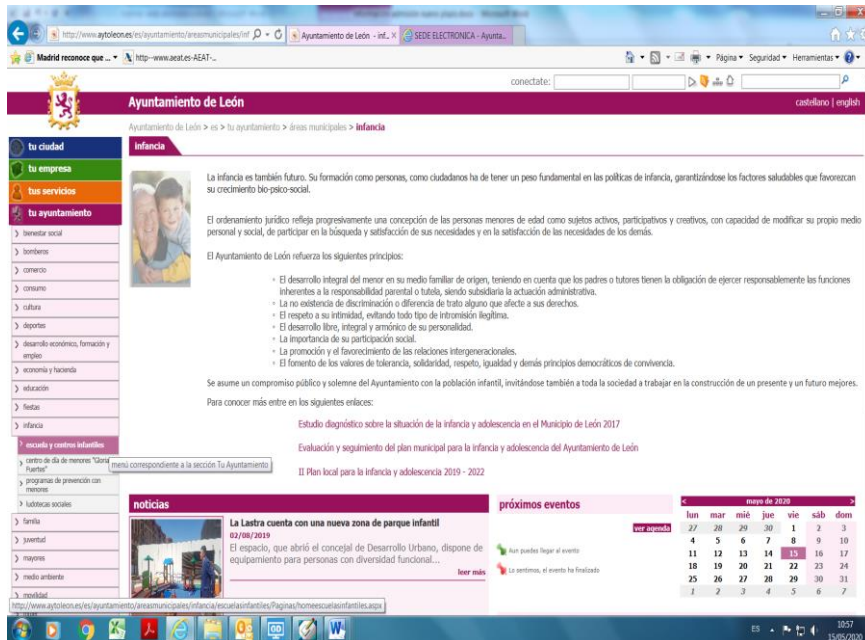 http://www.aytoleon.es/es/ayuntamiento/areasmunicipales/inf
Ayuntamiento de León - inf...
SEDE ELECTRONICA - Ayunta...
Madrid reconoce que ...
http--www.aeat.es-AEAT-...
Página
Seguridad
Herramientas
conectate:
Ayuntamiento de León
castellano | english
Ayuntamiento de León > es > tu ayuntamiento > áreas municipales > infancia
tu ciudad
tu empresa
tus servicios
tu ayuntamiento
bienestar social
bomberos
comercio
consumo
cultura
deportes
desarrollo económico, formación y
empleo
economía y hacienda
educación
fiestas
infancia
escuela y centros infantiles
centro de día de menores "Gloria
Fuertes"
menú correspondiente a la sección Tu Ayuntamiento
programas de prevención con
menores
ludotecas sociales
familia
juventud
mayores
medio ambiente
movilidad
infancia
La infancia es también futuro. Su formación como personas, como ciudadanos ha de tener un peso fundamental en las políticas de infancia, garantizándose los factores saludables que favorezcan
su crecimiento bio-psico-social.
El ordenamiento jurídico refleja progresivamente una concepción de las personas menores de edad como sujetos activos, participativos y creativos, con capacidad de modificar su propio medio
personal y social, de participar en la búsqueda y satisfacción de sus necesidades y en la satisfacción de las necesidades de los demás.
El Ayuntamiento de León refuerza los siguientes principios:
El desarrollo integral del menor en su medio familiar de origen, teniendo en cuenta que los padres o tutores tienen la obligación de ejercer responsablemente las funciones
inherentes a la responsabilidad parental o tutela, siendo subsidiaria la actuación administrativa.
La no existencia de discriminación o diferencia de trato alguno que afecte a sus derechos.
El respeto a su intimidad, evitando todo tipo de intromisión ilegítima.
El desarrollo libre, integral y armónico de su personalidad.
La importancia de su participación social.
La promoción y el favorecimiento de las relaciones intergeneracionales.
El fomento de los valores de tolerancia, solidaridad, respeto, igualdad y demás principios democráticos de convivencia.
Se asume un compromiso público y solemne del Ayuntamiento con la población infantil, invitándose también a toda la sociedad a trabajar en la construcción de un presente y un futuro mejores.
Para conocer más entre en los siguientes enlaces:
Estudio diagnóstico sobre la situación de la infancia y adolescencia en el Municipio de León 2017
Evaluación y seguimiento del plan municipal para la infancia y adolescencia del Ayuntamiento de León
II Plan local para la infancia y adolescencia 2019 - 2022
noticias
La Lastra cuenta con una nueva zona de parque infantil
02/08/2019
El espacio, que abrió el concejal de Desarrollo Urbano, dispone de
equipamiento para personas con diversidad funcional...
leer más
próximos eventos
ver agenda
Aun puedes llegar al evento
Lo sentimos, el evento ha finalizado
< mayo de 2020 >
lun mar mié jue vie sáb dom
27 28 29 30 1 2 3
4 5 6 7 8 9 10
11 12 13 14 15 16 17
18 19 20 21 22 23 24
25 26 27 28 29 30 31
1 2 3 4 5 6 7
http://www.aytoleon.es/es/ayuntamiento/areasmunicipales/infancia/escuelasinfantiles/Paginas/homeescuelasinfantiles.aspx
ES
10:57
15/05/2020